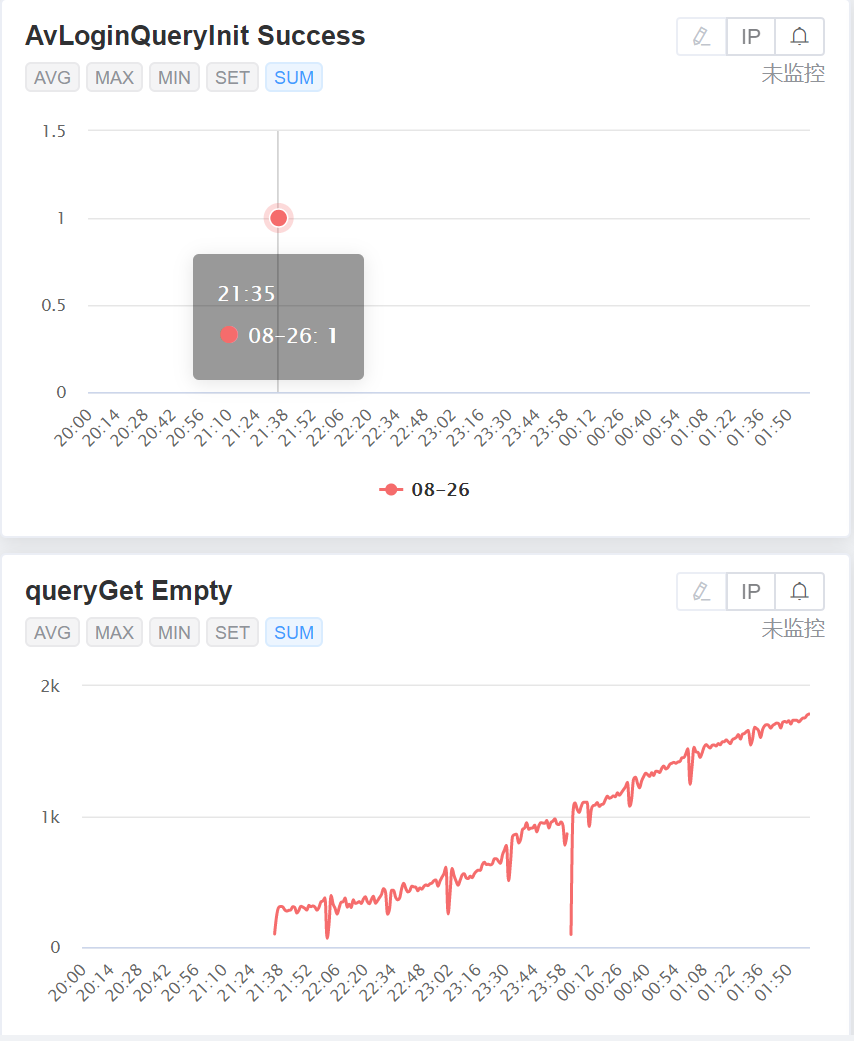 AvLoginQueryInit Success
IP
AVG MAX MIN SET SUM
未监控
1.5
1
0.5
0
21:35
08-26: 1
20:00 20:14 20:28 20:42 20:56 21:10 21:24 21:38 21:52 22:06 22:20 22:34 22:48 23:02 23:16 23:30 23:44 23:58 00:12 00:26 00:40 00:54 01:08 01:22 01:36 01:50
08-26
queryGet Empty
IP
AVG MAX MIN SET SUM
未监控
2k
1k
0
20:00 20:14 20:28 20:42 20:56 21:10 21:24 21:38 21:52 22:06 22:20 22:34 22:48 23:02 23:16 23:30 23:44 23:58 00:12 00:26 00:40 00:54 01:08 01:22 01:36 01:50